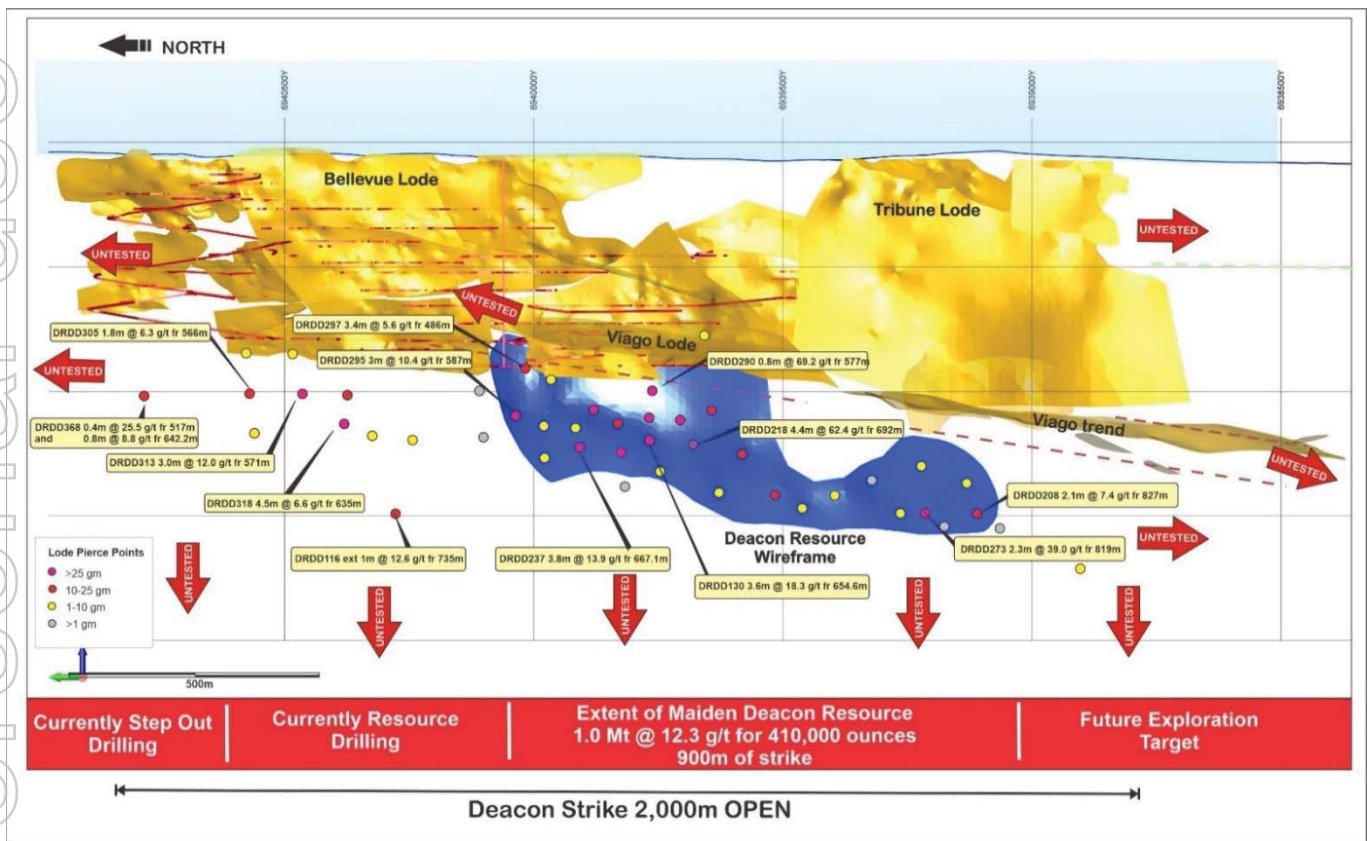 NORTH
6940500Y
6940000Y
6939500Y
6939000Y
6938500Y
Bellevue Lode
Tribune Lode
UNTESTED
UNTESTED
UNTESTED
DRDD305 1.8m @ 6.3 g/t fr 566m
DRDD297 3.4m @ 5.6 g/t fr 486m
Viago Lode
DRDD295 3m @ 10.4 g/t fr 587m
DRDD290 0.8m @ 69.2 g/t fr 577m
UNTESTED
DRDD368 0.4m @ 25.5 g/t fr 517m
and 0.8m @ 8.8 g/t fr 642.2m
DRDD218 4.4m @ 62.4 g/t fr 692m
Viago trend
DRDD313 3.0m @ 12.0 g/t fr 571m
UNTESTED
DRDD318 4.5m @ 6.6 g/t fr 635m
DRDD208 2.1m @ 7.4 g/t fr 827m
Deacon Resource
Wireframe
UNTESTED
DRDD116 ext 1m @ 12.6 g/t fr 735m
DRDD237 3.8m @ 13.9 g/t fr 667.1m
DRDD273 2.3m @ 39.0 g/t fr 819m
DRDD130 3.6m @ 18.3 g/t fr 654.6m
Lode Pierce Points
>25 gm
10-25 gm
1-10 gm
>1 gm
UNTESTED
UNTESTED
UNTESTED
UNTESTED
UNTESTED
500m
Currently Step Out
Drilling
Currently Resource
Drilling
Extent of Maiden Deacon Resource
1.0 Mt @ 12.3 g/t for 410,000 ounces
900m of strike
Future Exploration
Target
Deacon Strike 2,000m OPEN